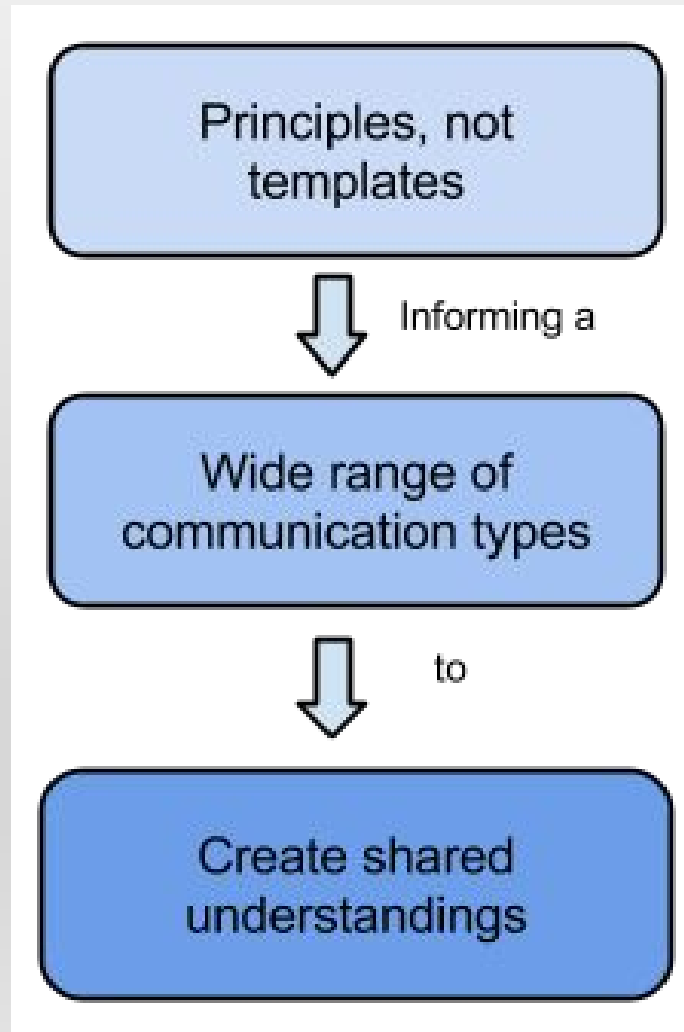 Principles, not
templates
Informing a
Wide range of
communication types
to
Create shared
understandings